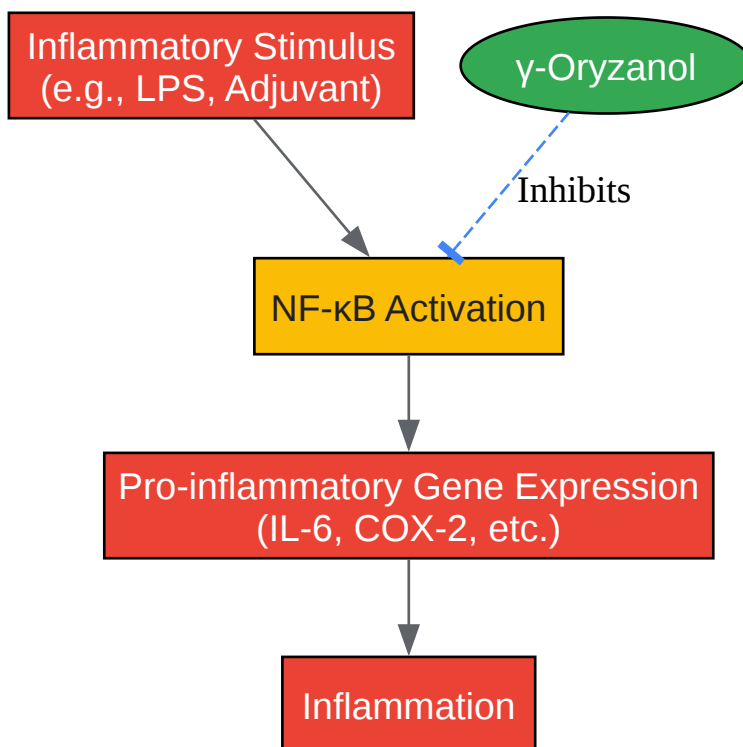 Inflammatory Stimulus
(e.g., LPS, Adjuvant)
γ-Oryzanol
Inhibits
NF-κB Activation
Pro-inflammatory Gene Expression
(IL-6, COX-2, etc.)
Inflammation